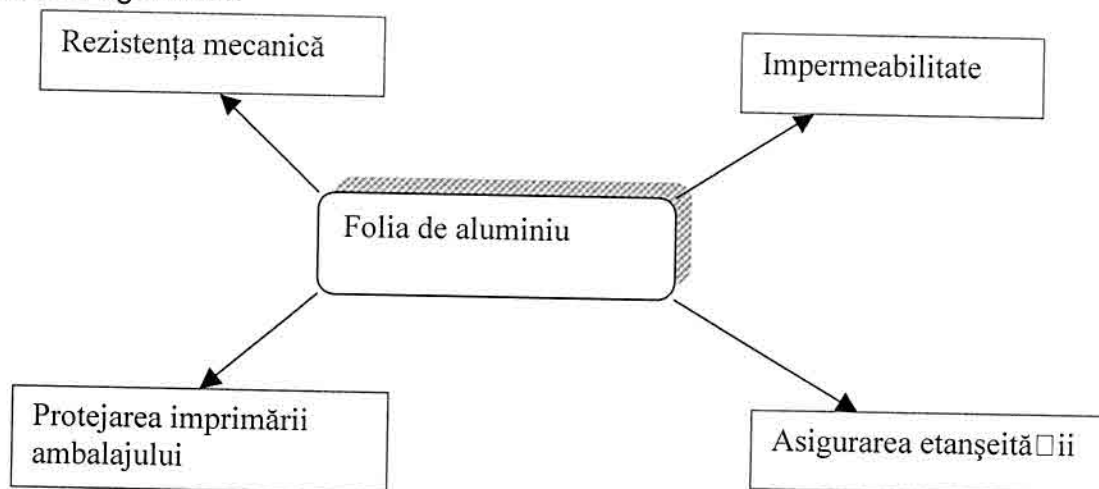 Rezistența mecanică
Impermeabilitate
Folia de aluminiu
Protejarea imprimării
ambalajului
Asigurarea etanşeită□ii